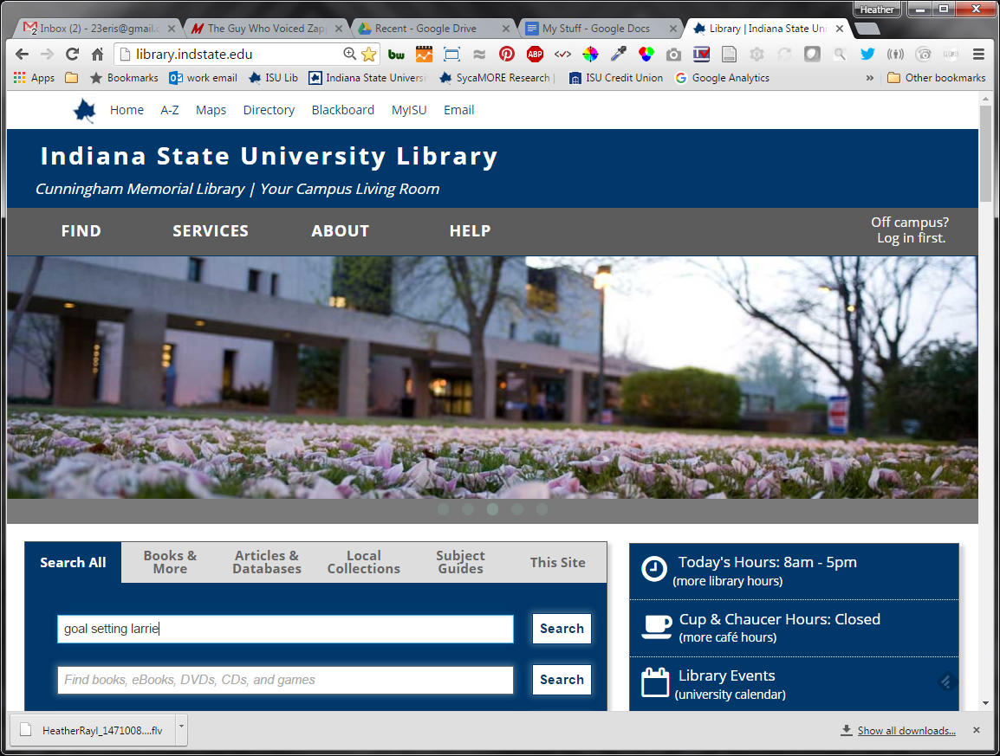 Heather
Inbox (2) - 23eris@gmail.c
The Guy Who Voiced Zap
Recent - Google Drive
My Stuff - Google Docs
Library | Indiana State Uni
library.indstate.edu
bw
ABP
Apps
Bookmarks
work email
ISU Lib
Indiana State Universi
SycaMORE Research |
ISU Credit Union
Google Analytics
»
Other bookmarks
Home
A-Z
Maps
Directory
Blackboard
MyISU
Email
Indiana State University Library
Cunningham Memorial Library | Your Campus Living Room
FIND
SERVICES
ABOUT
HELP
Off campus?
Log in first.
Search All
Books &
More
Articles &
Databases
Local
Collections
Subject
Guides
This Site
goal setting larrie
Search
Find books, eBooks, DVDs, CDs, and games
Search
Today's Hours: 8am - 5pm
(more library hours)
Cup & Chaucer Hours: Closed
(more café hours)
Library Events
(university calendar)
HeatherRayl_1471008....flv
Show all downloads...